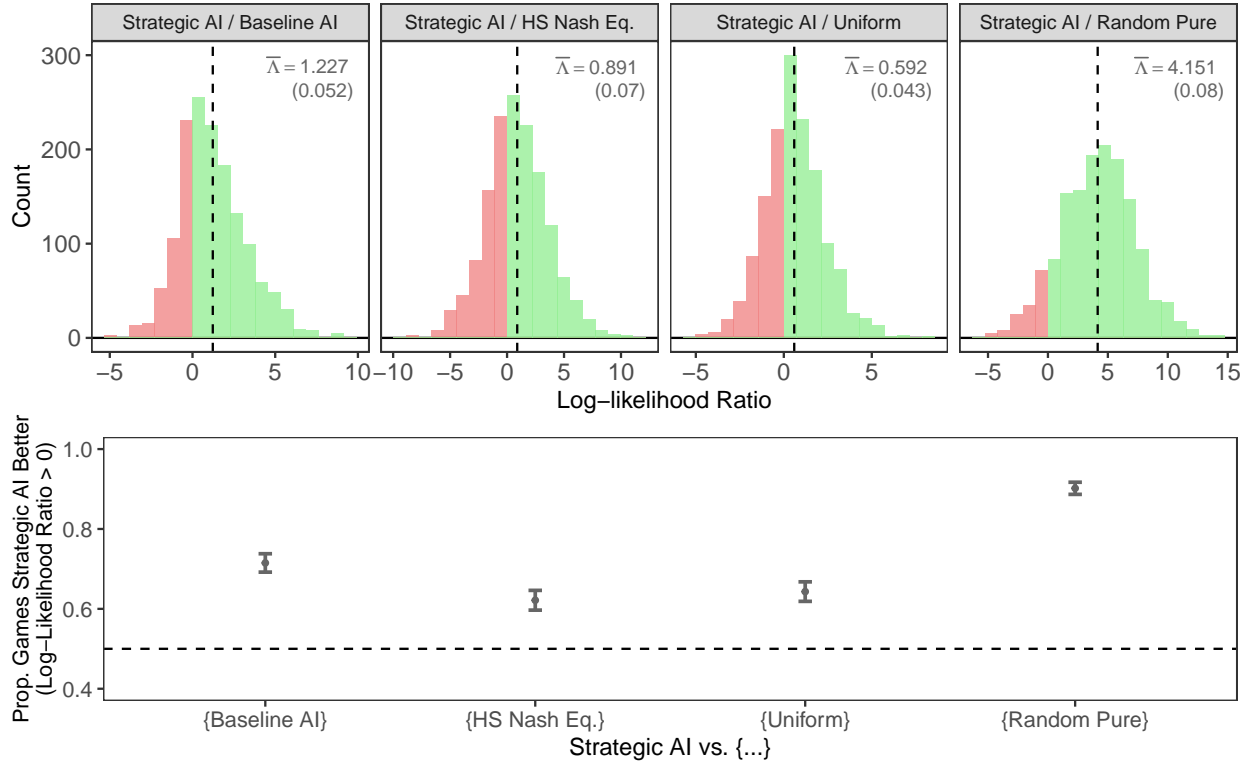 Strategic AI / Baseline AI
Strategic AI / HS Nash Eq.
Strategic AI / Uniform
Strategic AI / Random Pure
Λ̅ = 1.227
(0.052)
Λ̅ = 0.891
(0.07)
Λ̅ = 0.592
(0.043)
Λ̅ = 4.151
(0.08)
300
200
100
0
Count
−5 0 5 10
−10 −5 0 5 10
−5 0 5
−5 0 5 10 15
Log−likelihood Ratio
Prop. Games Strategic AI Better
(Log−Likelihood Ratio > 0)
1.0
0.8
0.6
0.4
{Baseline AI}
{HS Nash Eq.}
{Uniform}
{Random Pure}
Strategic AI vs. {...}